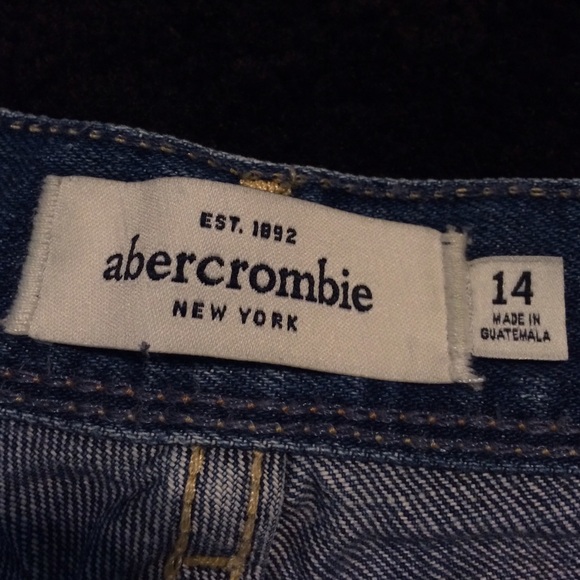 EST. 1892
abercrombie
NEW YORK
14
MADE IN
GUATEMALA